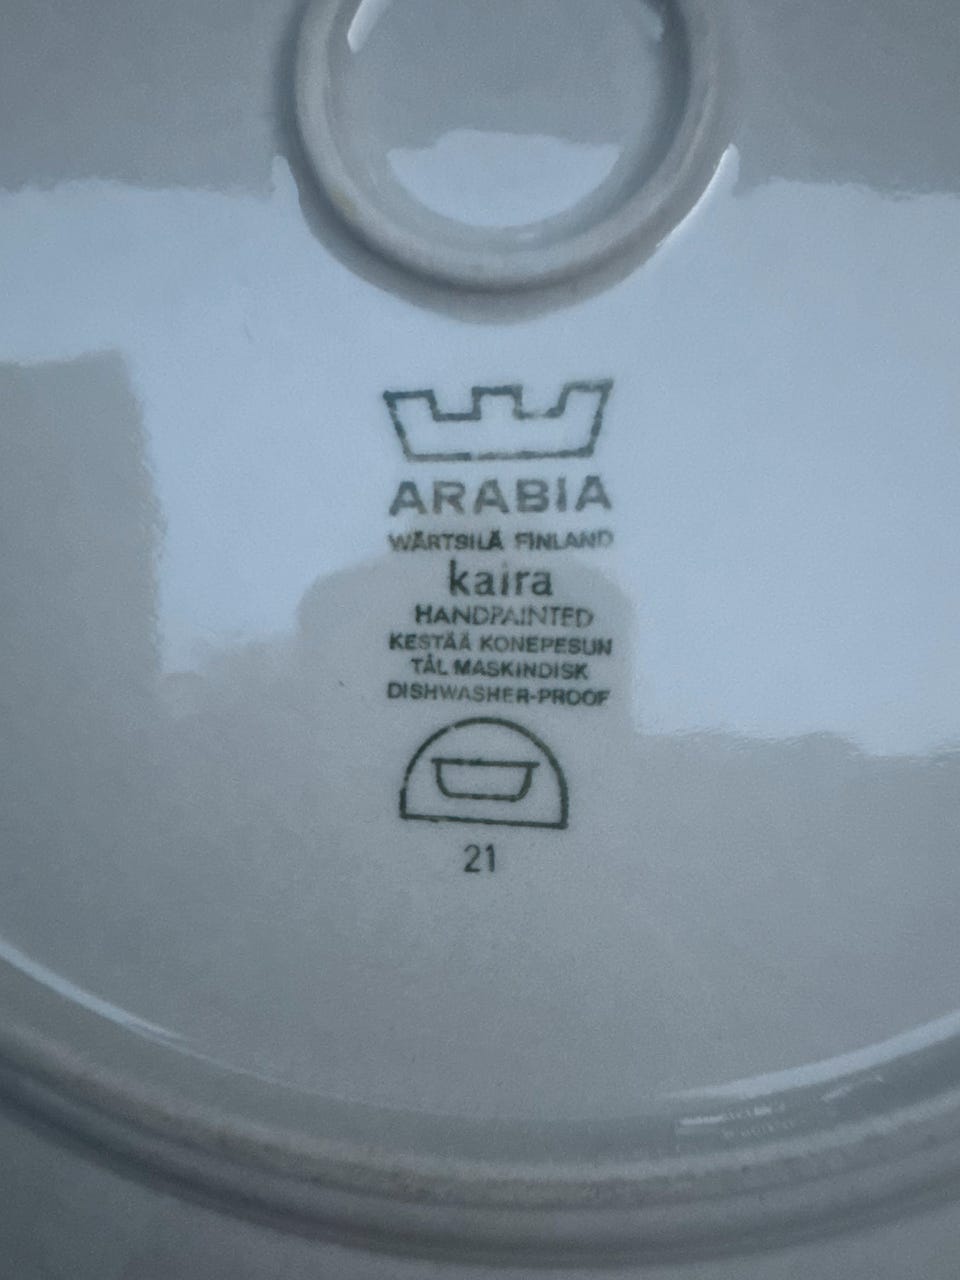 ARABIA
WÄRTSILÄ FINLAND
kaira
HANDPAINTED
KESTÄÄ KONEPESUN
TÅL MASKINDISK
DISHWASHER-PROOF
21